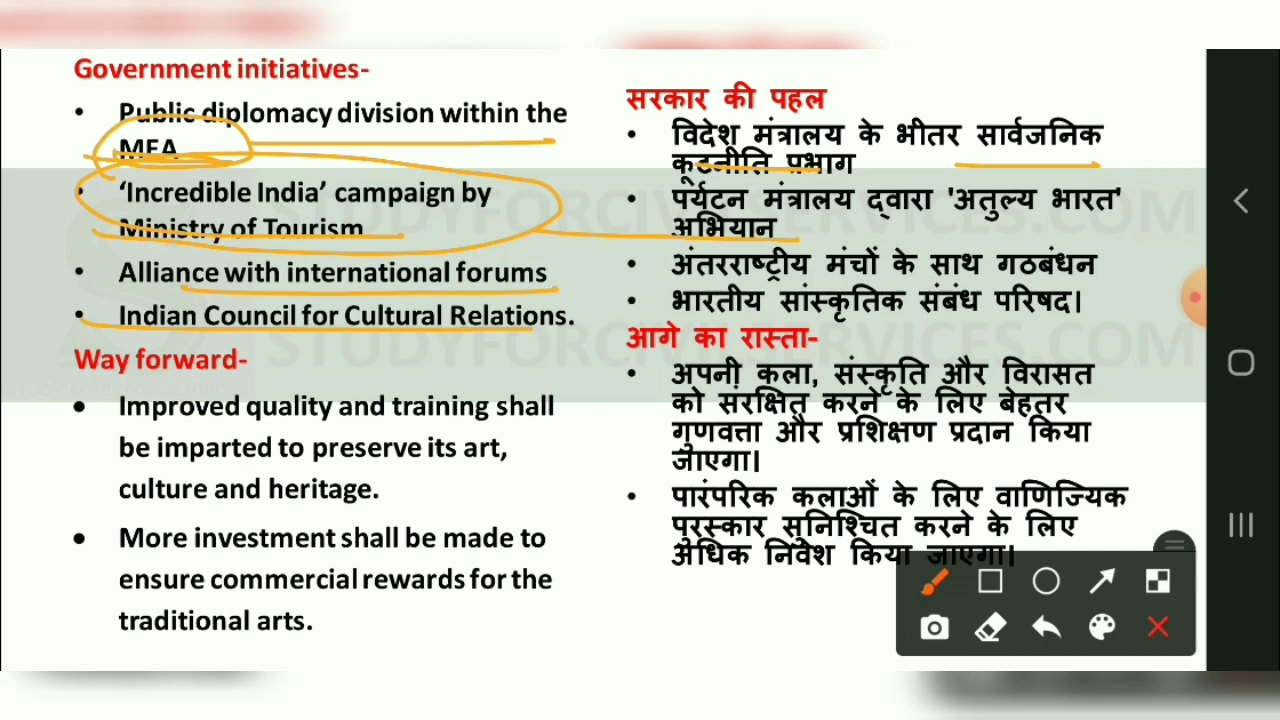 Government initiatives-
• Public diplomacy division within the
MEA
• ‘Incredible India’ campaign by
Ministry of Tourism
• Alliance with international forums
• Indian Council for Cultural Relations.
Way forward-
• Improved quality and training shall
be imparted to preserve its art,
culture and heritage.
• More investment shall be made to
ensure commercial rewards for the
traditional arts.
सरकार की पहल
• विदेश मंत्रालय के भीतर सार्वजनिक
कूटनीति प्रभाग
• पर्यटन मंत्रालय द्वारा 'अतुल्य भारत'
अभियान
• अंतरराष्ट्रीय मंचों के साथ गठबंधन
• भारतीय सांस्कृतिक संबंध परिषद।
आगे का रास्ता-
• अपनी कला, संस्कृति और विरासत
को संरक्षित करने के लिए बेहतर
गुणवत्ता और प्रशिक्षण प्रदान किया
जाएगा।
• पारंपरिक कलाओं के लिए वाणिज्यिक
पुरस्कार सुनिश्चित करने के लिए
अधिक निवेश किया जाएगा।
STUDYFORCIVILSERVICES.COM
STUDYFORCIVILSERVICES.COM